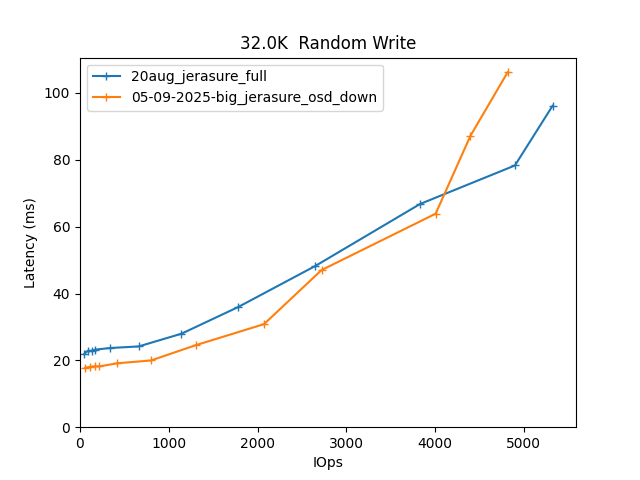 32.0K  Random Write
20aug_jerasure_full
05-09-2025-big_jerasure_osd_down
Latency (ms)
100
80
60
40
20
0
0 1000 2000 3000 4000 5000
IOps